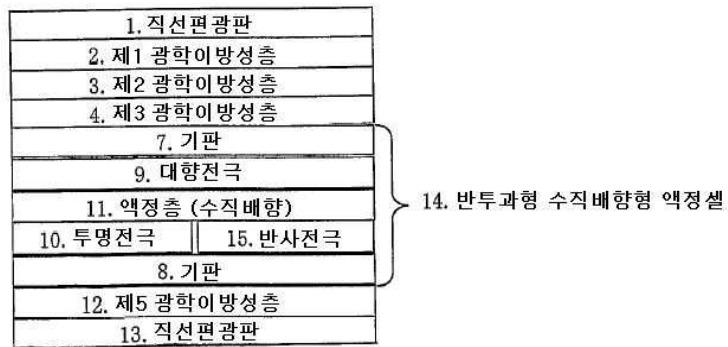 1. 직선편광판
2. 제1 광학이방성층
3. 제2 광학이방성층
4. 제3 광학이방성층
7. 기판
9. 대향전극
11. 액정층 (수직배향)
10. 투명전극 15. 반사전극
8. 기판
12. 제5 광학이방성층
13. 직선편광판
14. 반투과형 수직배향형 액정셀